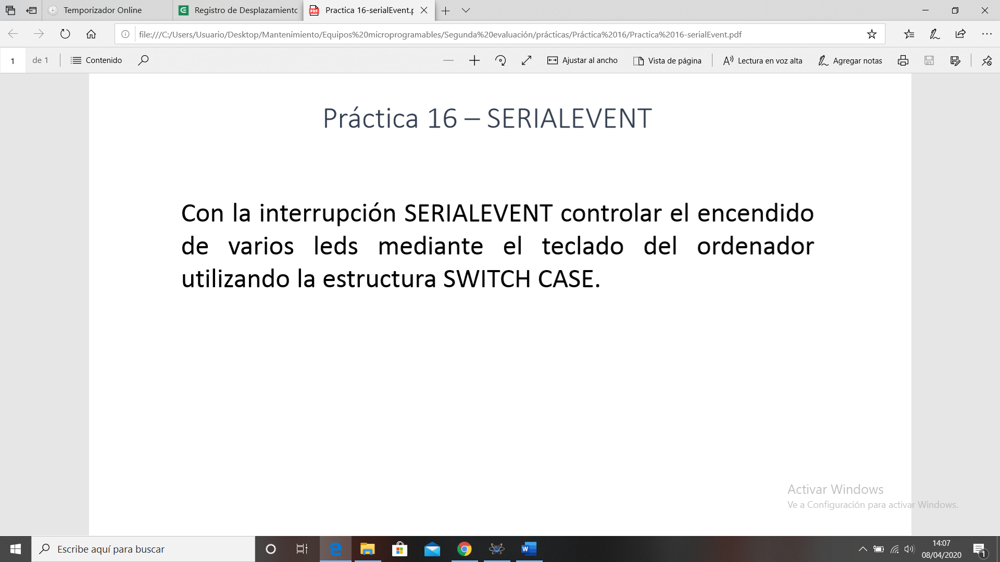 Temporizador Online
Registro de Desplazamiento
Practica 16-serialEvent.p
file:///C:/Users/Usuario/Desktop/Mantenimiento/Equipos%20microprogramables/Segunda%20evaluación/prácticas/Práctica%2016/Practica%2016-serialEvent.pdf
1 de 1 Contenido Ajustar al ancho Vista de página Lectura en voz alta Agregar notas
Práctica 16 – SERIALEVENT
Con la interrupción SERIALEVENT controlar el encendido
de varios leds mediante el teclado del ordenador
utilizando la estructura SWITCH CASE.
Activar Windows
Ve a Configuración para activar Windows.
Escribe aquí para buscar
14:07
08/04/2020
1